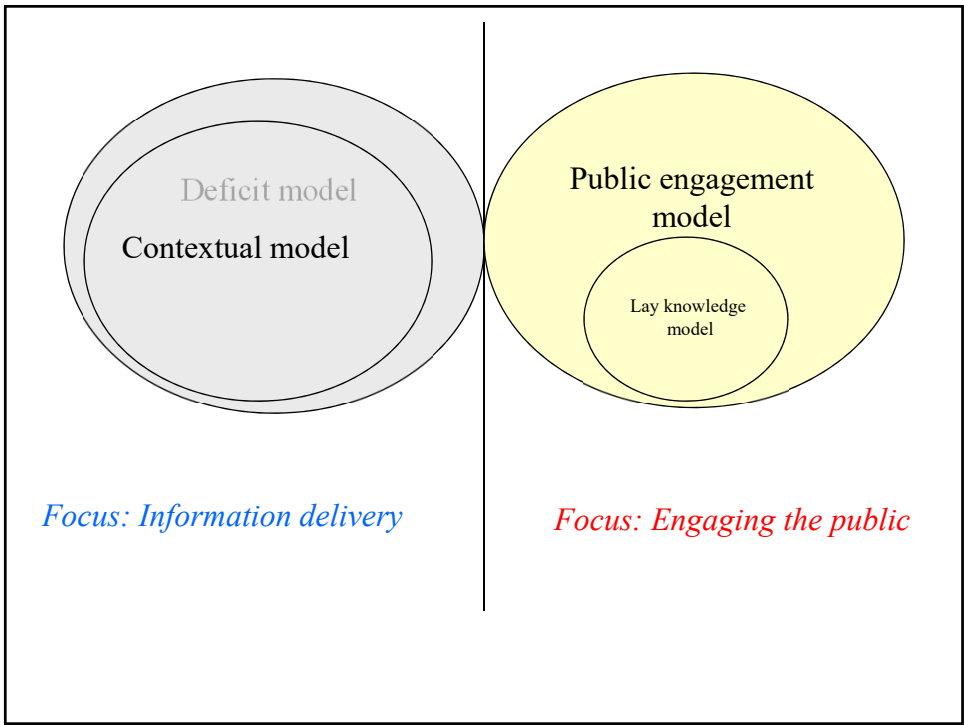 Deficit model
Contextual model
Public engagement
model
Lay knowledge
model
Focus: Information delivery
Focus: Engaging the public